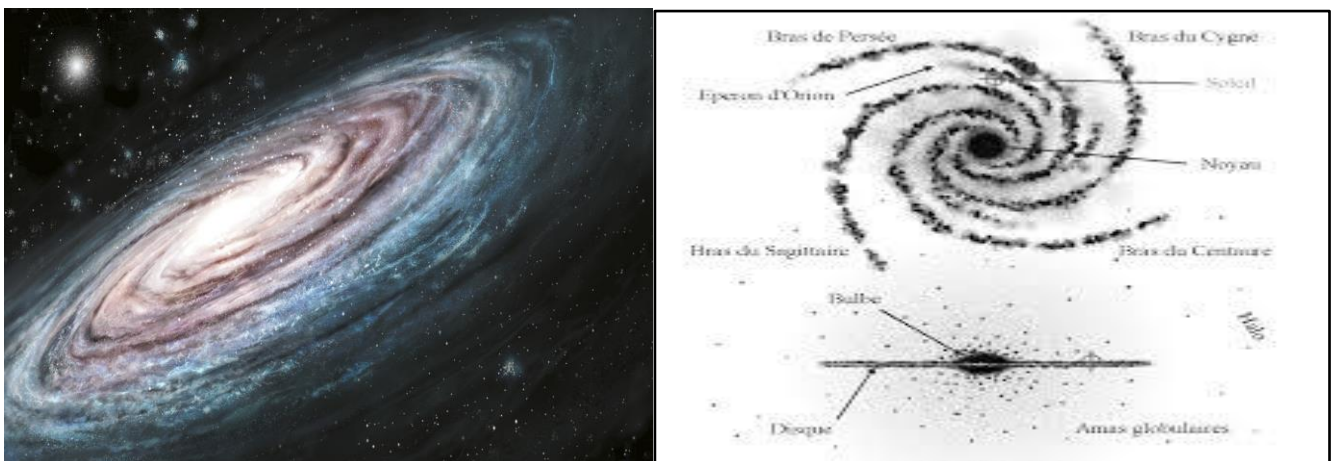 Bras de Persée
Bras du Cygne
Eperon d'Orion
Soleil
Noyau
Bras du Sagittaire
Bras du Centaure
Bulbe
Halo
Disque
Amas globulaires